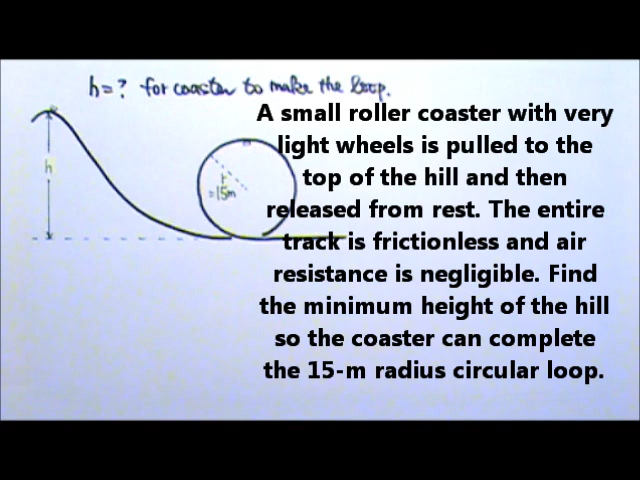 h = ? for coaster to make the loop.
A small roller coaster with very
light wheels is pulled to the
top of the hill and then
released from rest. The entire
track is frictionless and air
resistance is negligible. Find
the minimum height of the hill
so the coaster can complete
the 15-m radius circular loop.
h
r
=15m